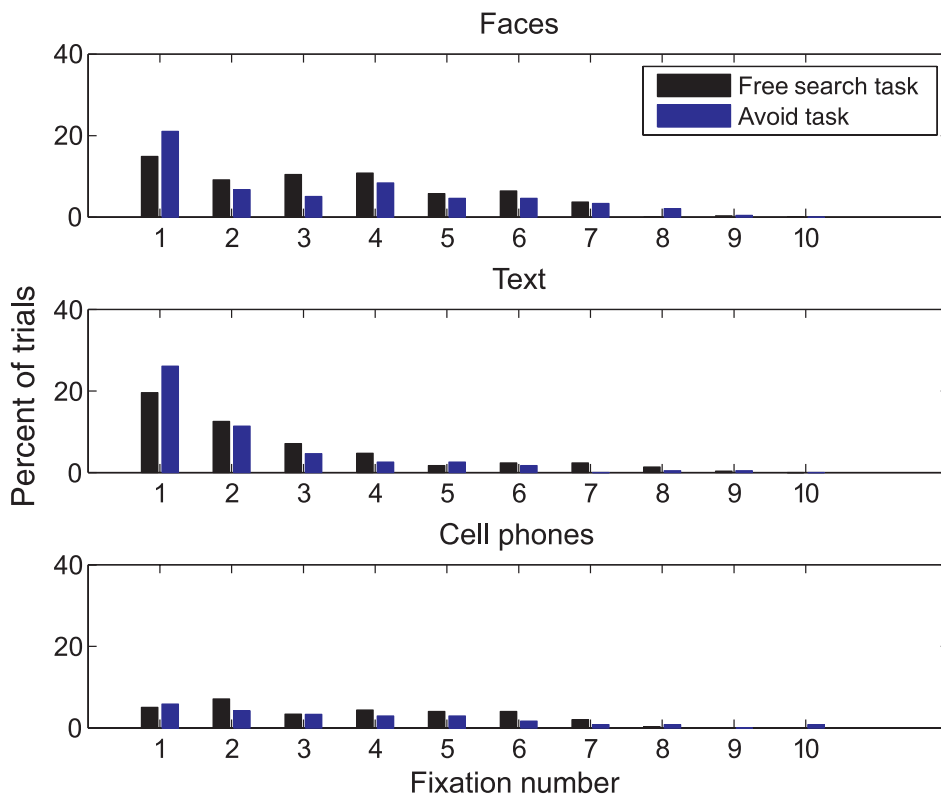 Faces
40
20
0
Free search task
Avoid task
1 2 3 4 5 6 7 8 9 10
Text
40
20
0
1 2 3 4 5 6 7 8 9 10
Percent of trials
Cell phones
40
20
0
1 2 3 4 5 6 7 8 9 10
Fixation number